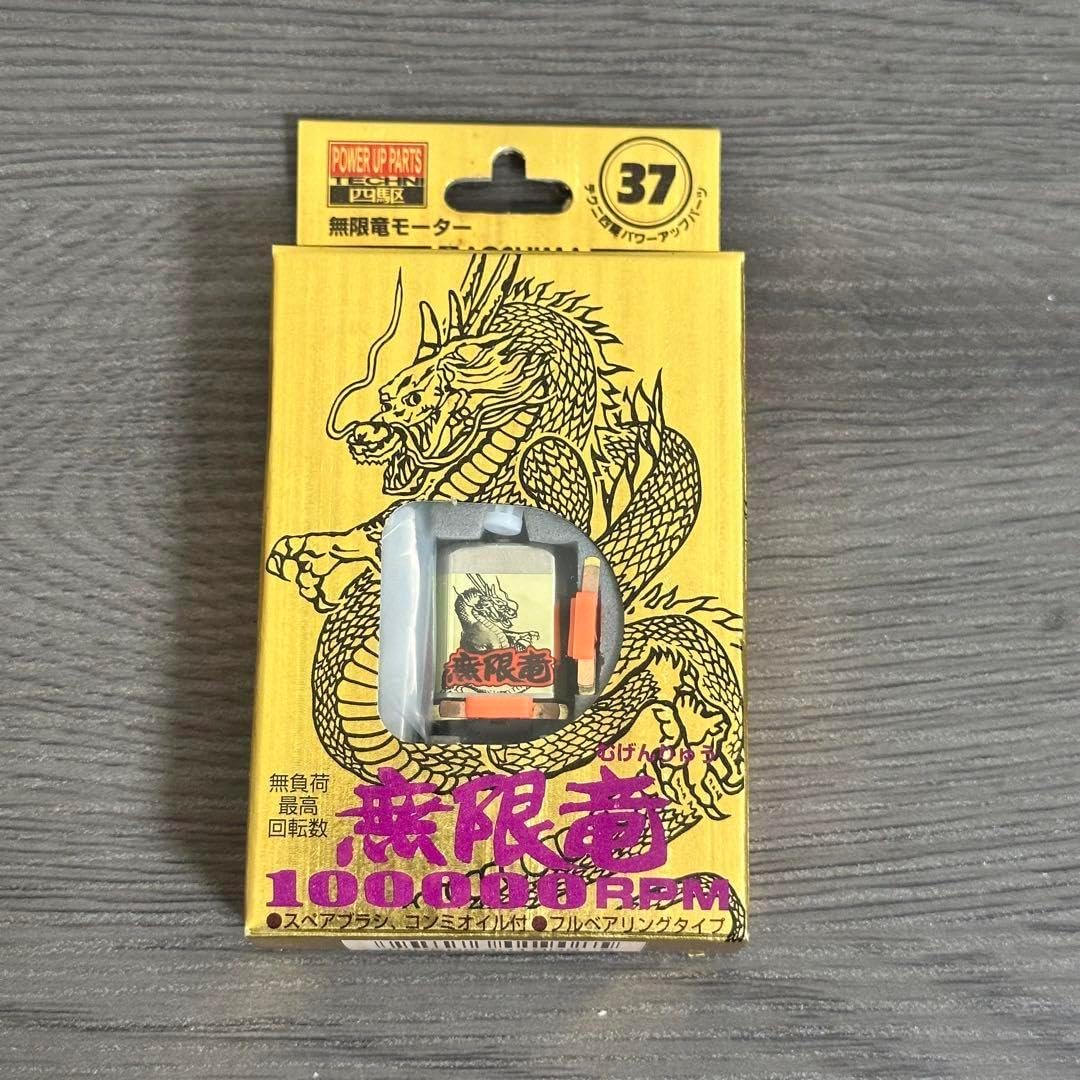 POWER UP PARTS
TECHNI
四駆
無限竜モーター
37
テクニ四駆パワーアップパーツ
無限竜
むげんりゅう
無負荷
最高
回転数
無限竜
100000RPM
●スペアブラシ、コンミオイル付●フルベアリングタイプ